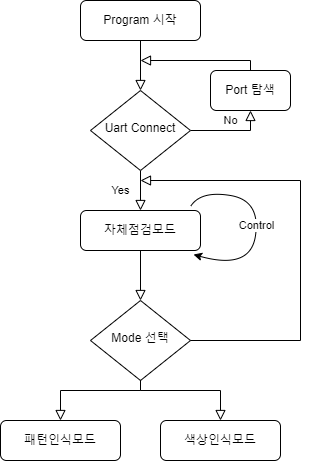 Program 시작
Port 탐색
Uart Connect
No
Yes
자체점검모드
Control
Mode 선택
패턴인식모드
색상인식모드